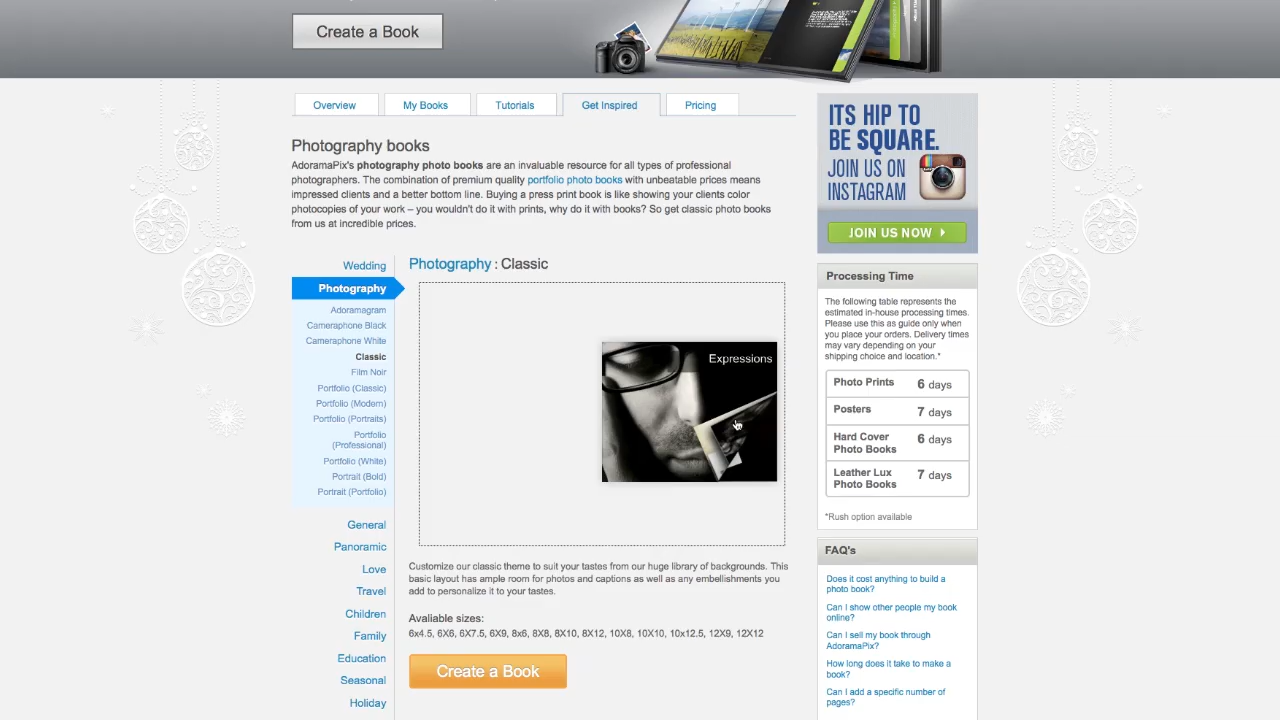 Create a Book
Overview
My Books
Tutorials
Get Inspired
Pricing
Photography books
AdoramaPix's photography photo books are an invaluable resource for all types of professional
photographers. The combination of premium quality portfolio photo books with unbeatable prices means
impressed clients and a better bottom line. Buying a press print book is like showing your clients color
photocopies of your work – you wouldn't do it with prints, why do it with books? So get classic photo books
from us at incredible prices.
Wedding
Photography
Adoramagram
Cameraphone Black
Cameraphone White
Classic
Film Noir
Portfolio (Classic)
Portfolio (Modern)
Portfolio (Portraits)
Portfolio
(Professional)
Portfolio (White)
Portrait (Bold)
Portrait (Portfolio)
General
Panoramic
Love
Travel
Children
Family
Education
Seasonal
Holiday
Photography : Classic
Expressions
Customize our classic theme to suit your tastes from our huge library of backgrounds. This
basic layout has ample room for photos and captions as well as any embellishments you
add to personalize it to your tastes.
Available sizes:
6x4.5, 6X6, 6X7.5, 6X9, 8x6, 8X8, 8X10, 8X12, 10X8, 10X10, 10x12.5, 12X9, 12X12
Create a Book
ITS HIP TO
BE SQUARE.
JOIN US ON
INSTAGRAM
JOIN US NOW
Processing Time
The following table represents the
estimated in-house processing times.
Please use this as guide only when
you place your orders. Delivery times
may vary depending on your
shipping choice and location.*
Photo Prints 6 days
Posters 7 days
Hard Cover
Photo Books 6 days
Leather Lux
Photo Books 7 days
*Rush option available
FAQ's
Does it cost anything to build a
photo book?
Can I show other people my book
online?
Can I sell my book through
AdoramaPix?
How long does it take to make a
book?
Can I add a specific number of
pages?